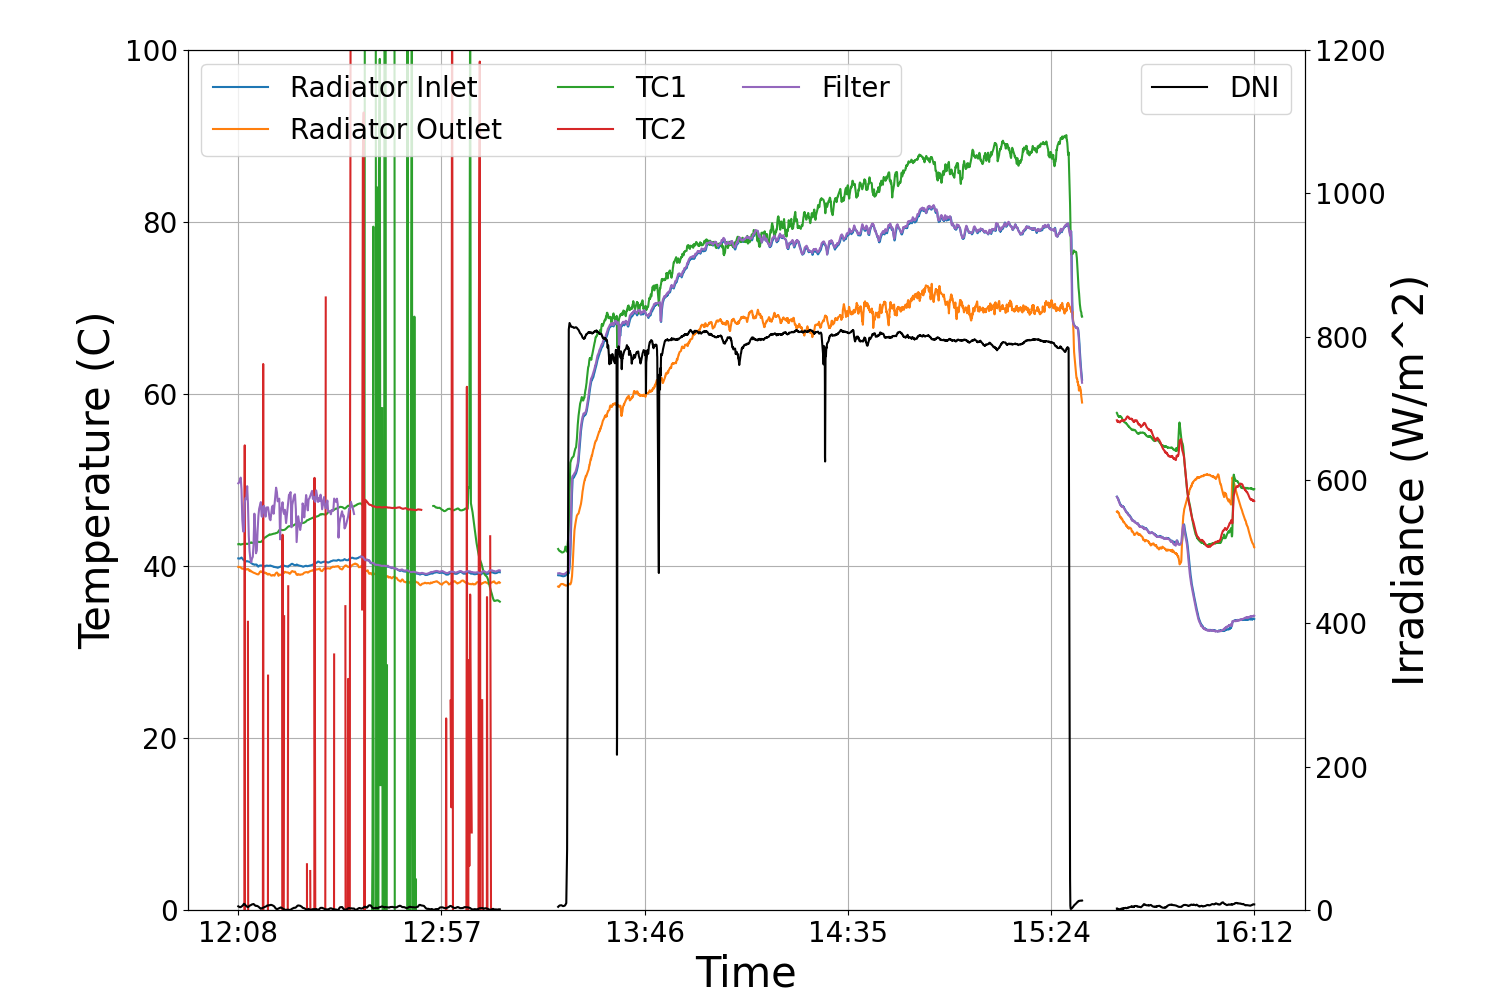 100
80
60
40
20
0
Temperature (C)
Radiator Inlet
Radiator Outlet
TC1
TC2
Filter
DNI
1200
1000
800
600
400
200
0
Irradiance (W/m^2)
12:08 12:57 13:46 14:35 15:24 16:12
Time